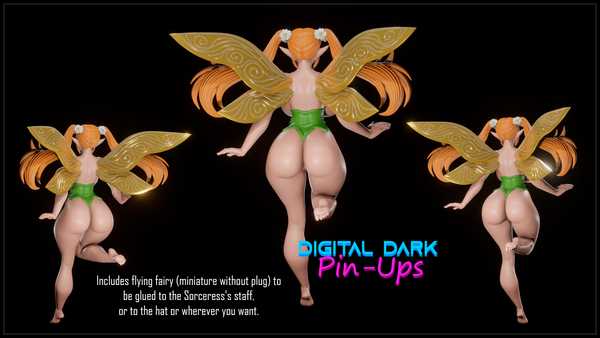 DIGITAL DARK
Pin-Ups
Includes flying fairy (miniature without plug) to
be glued to the Sorceress's staff,
or to the hat or wherever you want.